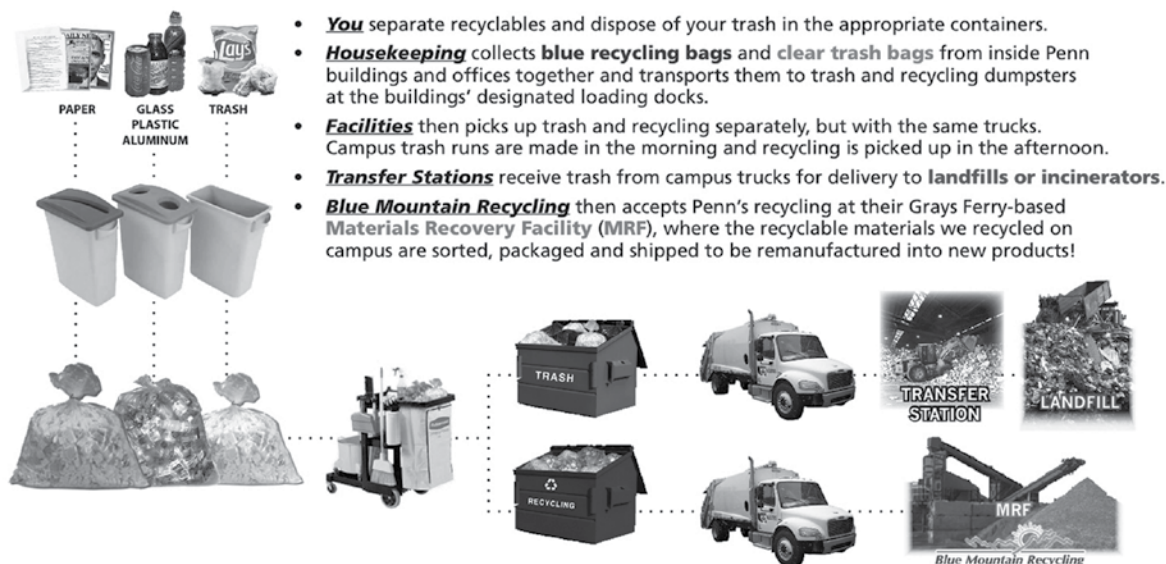 • You separate recyclables and dispose of your trash in the appropriate containers.
• Housekeeping collects blue recycling bags and clear trash bags from inside Penn
buildings and offices together and transports them to trash and recycling dumpsters
at the buildings' designated loading docks.
• Facilities then picks up trash and recycling separately, but with the same trucks.
Campus trash runs are made in the morning and recycling is picked up in the afternoon.
• Transfer Stations receive trash from campus trucks for delivery to landfills or incinerators.
• Blue Mountain Recycling then accepts Penn's recycling at their Grays Ferry-based
Materials Recovery Facility (MRF), where the recyclable materials we recycled on
campus are sorted, packaged and shipped to be remanufactured into new products!
Lays
PAPER
GLASS
PLASTIC
ALUMINUM
TRASH
TRASH
TRANSFER
STATION
LANDFILL
RECYCLING
MRF
Blue Mountain Recycling